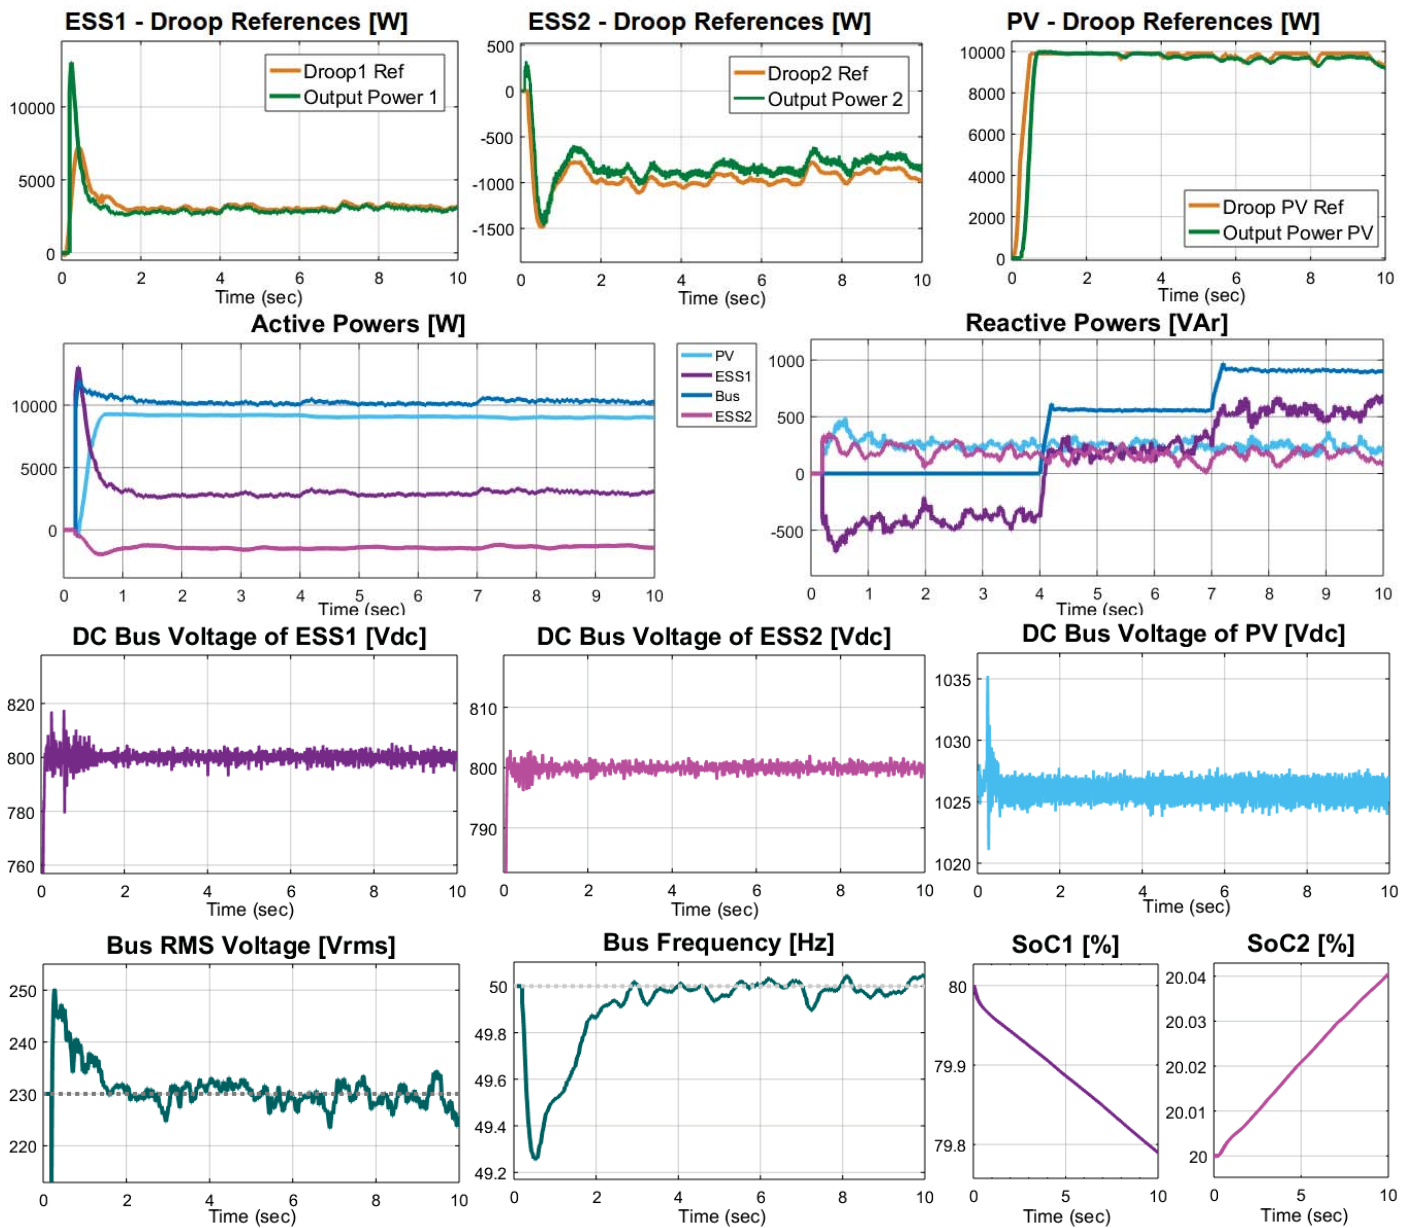 ESS1 - Droop References [W]
Droop1 Ref
Output Power 1
10000
5000
0
0 2 4 6 8 10
Time (sec)
ESS2 - Droop References [W]
Droop2 Ref
Output Power 2
500
0
-500
-1000
-1500
0 2 4 6 8 10
Time (sec)
PV - Droop References [W]
10000
8000
6000
4000
2000
0
Droop PV Ref
Output Power PV
0 2 4 6 8 10
Time (sec)
Active Powers [W]
10000
5000
0
0 1 2 3 4 5 6 7 8 9 10
Time (sec)
PV
ESS1
Bus
ESS2
Reactive Powers [VAr]
1000
500
0
-500
0 1 2 3 4 5 6 7 8 9 10
Time (sec)
DC Bus Voltage of ESS1 [Vdc]
820
800
780
760
0 2 4 6 8 10
Time (sec)
DC Bus Voltage of ESS2 [Vdc]
810
800
790
0 2 4 6 8 10
Time (sec)
DC Bus Voltage of PV [Vdc]
1035
1030
1025
1020
0 2 4 6 8 10
Time (sec)
Bus RMS Voltage [Vrms]
250
240
230
220
0 2 4 6 8 10
Time (sec)
Bus Frequency [Hz]
50
49.8
49.6
49.4
49.2
0 2 4 6 8 10
Time (sec)
SoC1 [%]
80
79.9
79.8
0 5 10
Time (sec)
SoC2 [%]
20.04
20.03
20.02
20.01
20
0 5 10
Time (sec)